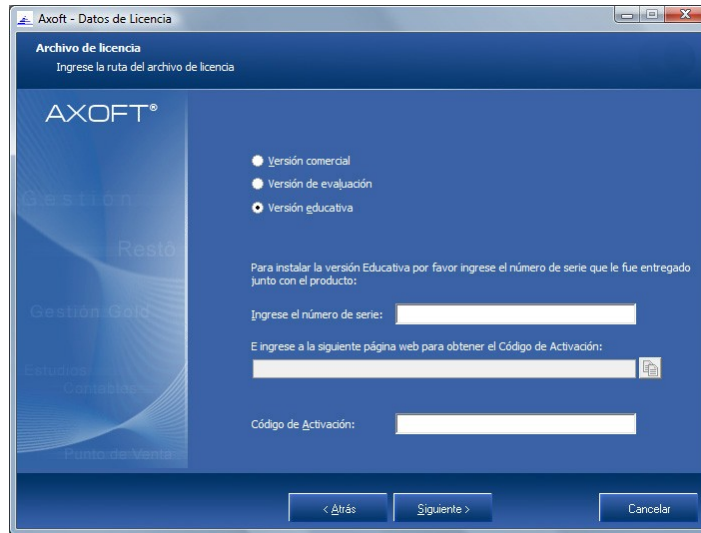 Axoft - Datos de Licencia
Archivo de licencia
Ingrese la ruta del archivo de licencia
AXOFT®
Versión comercial
Versión de evaluación
Versión educativa
Gestión
Restô
Para instalar la versión Educativa por favor ingrese el número de serie que le fue entregado
junto con el producto:
Gestión Gold
Ingrese el número de serie:
E ingrese a la siguiente página web para obtener el Código de Activación:
Estudios
Contables
Código de Activación:
Punto de Venta
< Atrás
Siguiente >
Cancelar